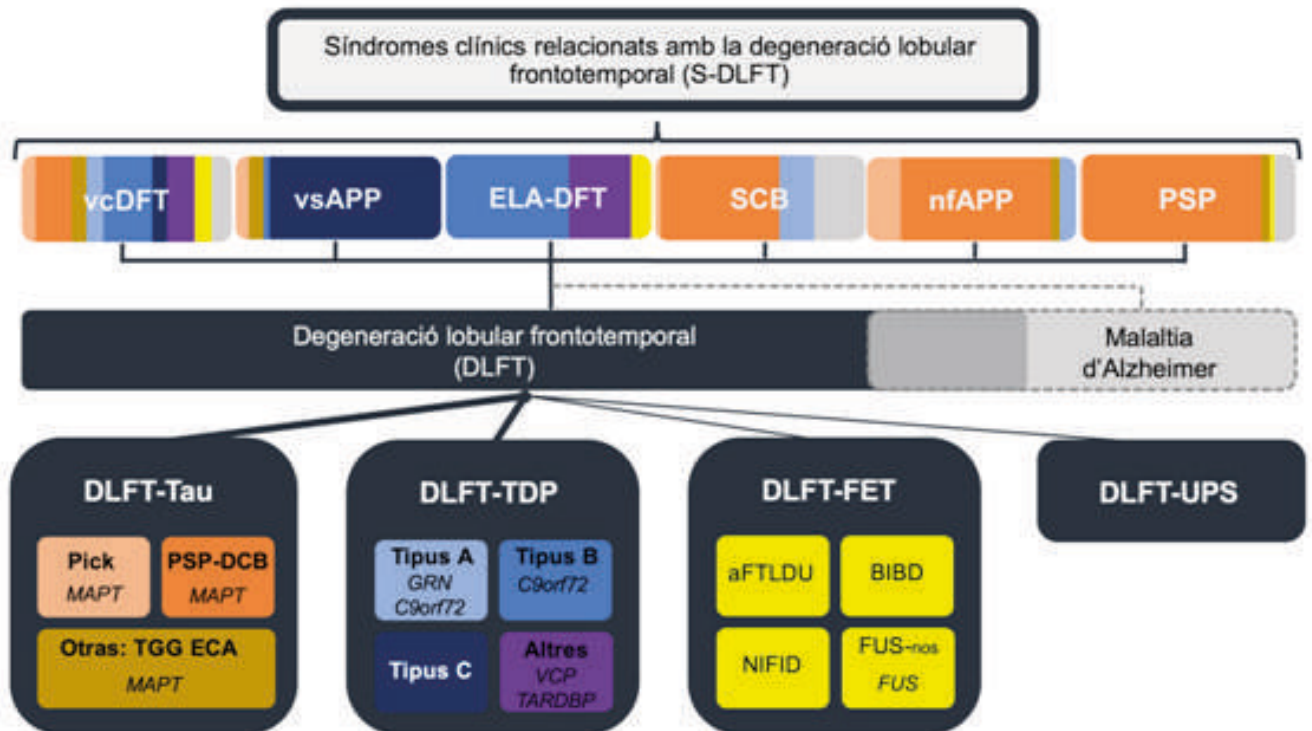 Síndromes clínics relacionats amb la degeneració lobular
frontotemporal (S-DLFT)
vcDFT
vsAPP
ELA-DFT
SCB
nfAPP
PSP
Degeneració lobular frontotemporal
(DLFT)
Malaltia
d'Alzheimer
DLFT-Tau
Pick
MAPT
PSP-DCB
MAPT
Otras: TGG ECA
MAPT
DLFT-TDP
Tipus A
GRN
C9orf72
Tipus B
C9orf72
Tipus C
Altres
VCP
TARDBP
DLFT-FET
aFTLDU
BIBD
NIFID
FUS-nos
FUS
DLFT-UPS